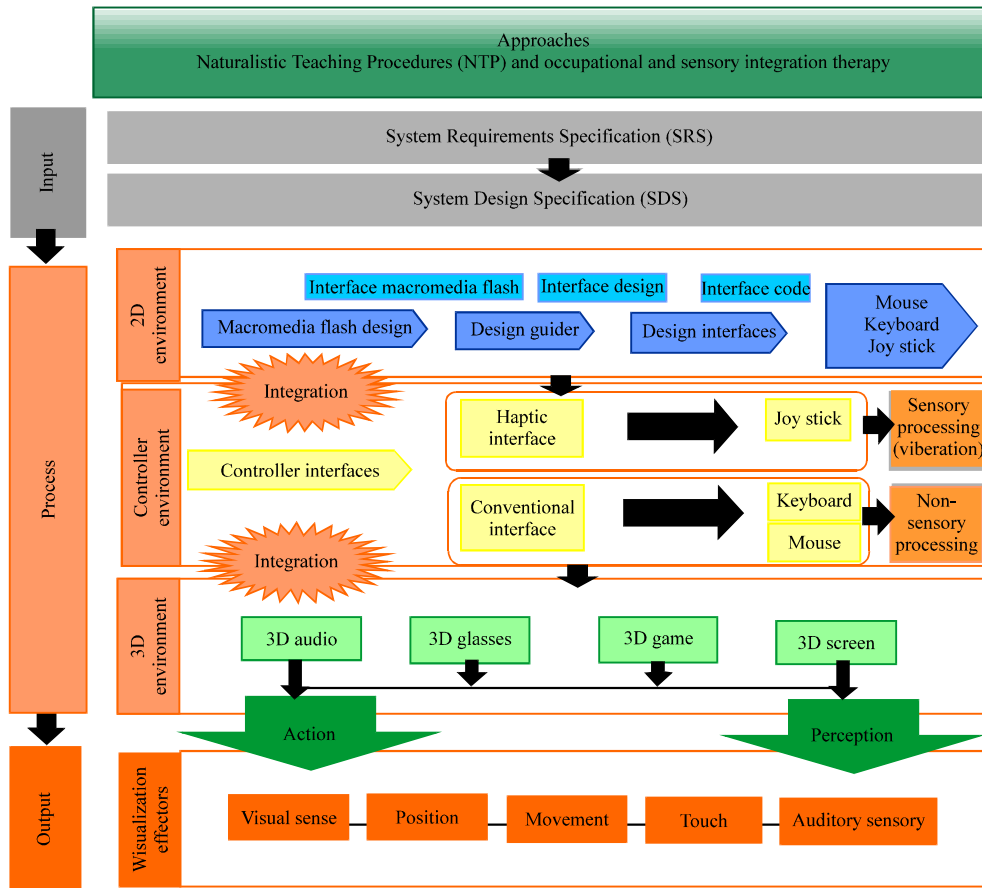 Approaches
Naturalistic Teaching Procedures (NTP) and occupational and sensory integration therapy
Input
System Requirements Specification (SRS)
System Design Specification (SDS)
Process
2D
environment
Interface macromedia flash
Interface design
Interface code
Macromedia flash design
Design guider
Design interfaces
Mouse
Keyboard
Joy stick
Integration
Controller
environment
Haptic
interface
Joy stick
Sensory
processing
(viberation)
Controller interfaces
Conventional
interface
Keyboard
Mouse
Non-
sensory
processing
Integration
3D
environment
3D audio
3D glasses
3D game
3D screen
Action
Perception
Output
Wisualization
effectors
Visual sense
Position
Movement
Touch
Auditory sensory